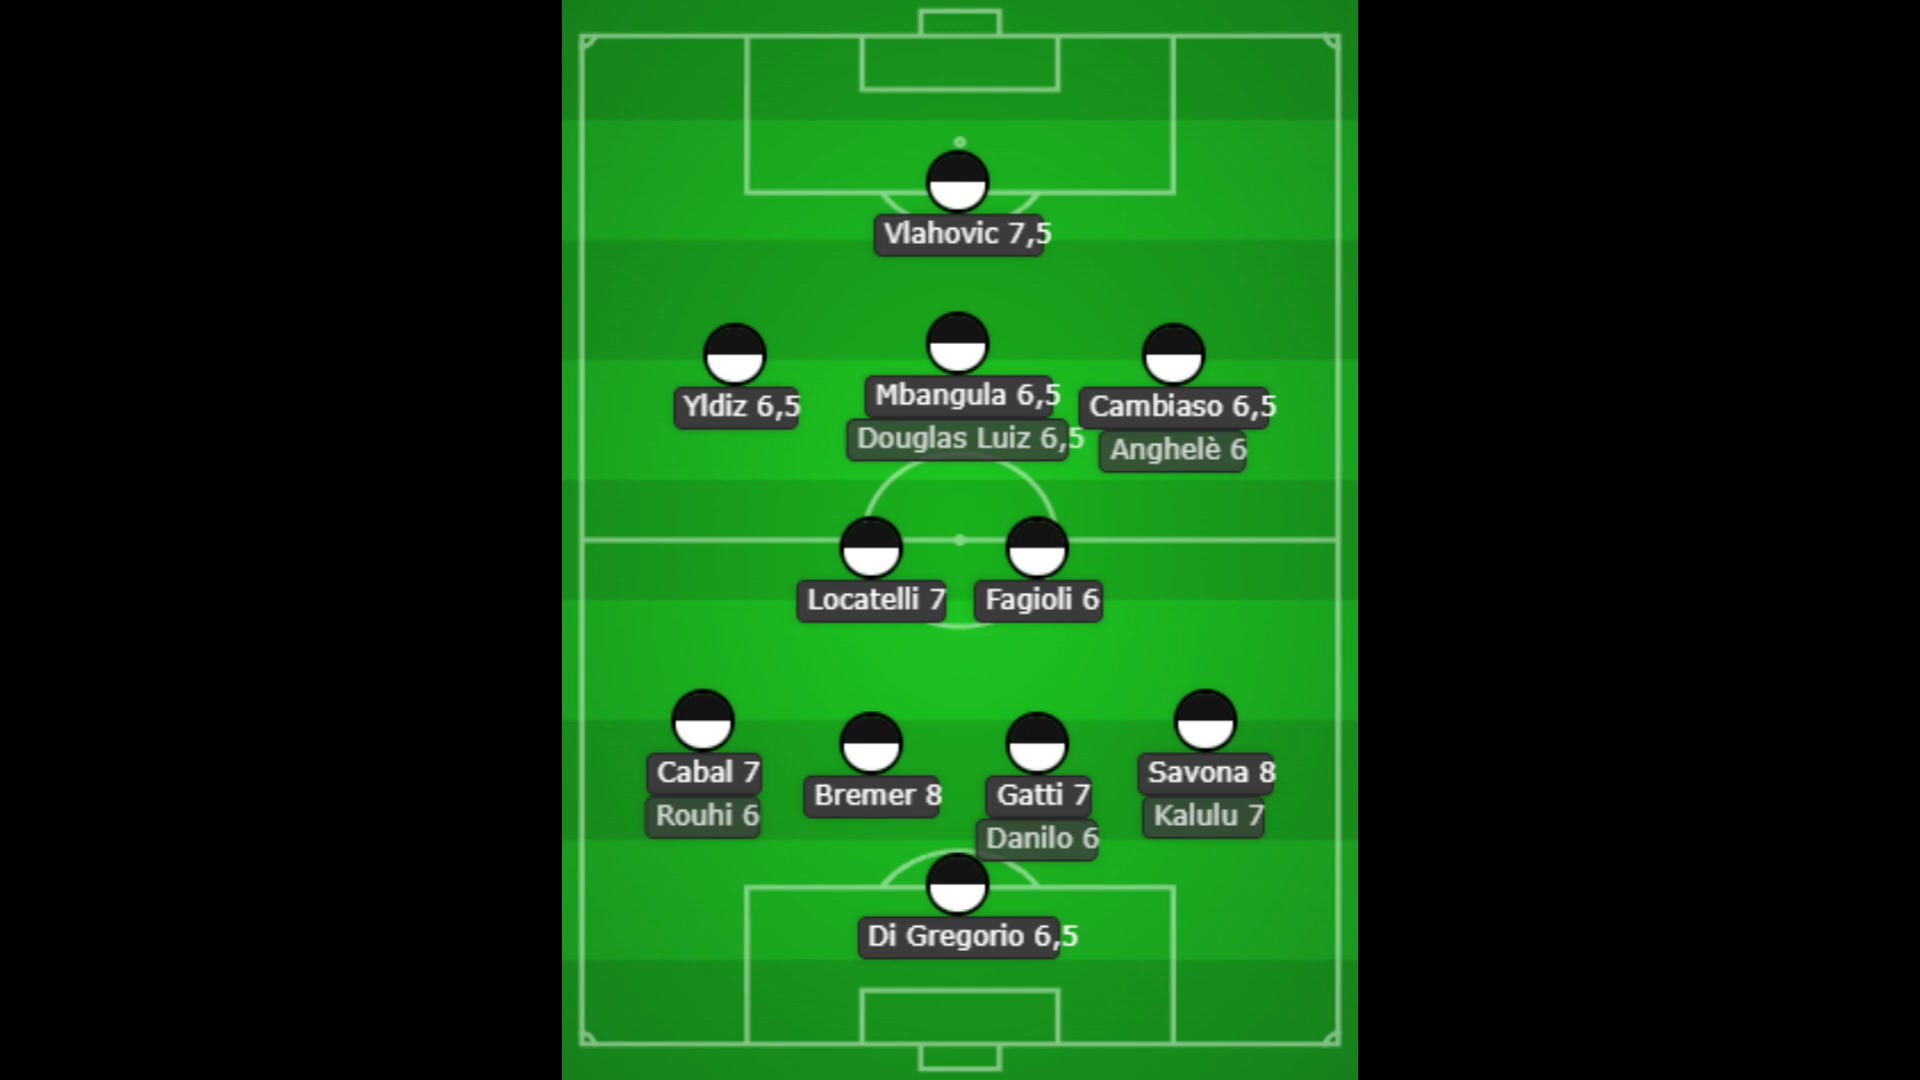 Vlahovic 7,5
Yldiz 6,5
Mbangula 6,5
Cambiaso 6,5
Douglas Luiz 6,5
Anghelè 6
Locatelli 7
Fagioli 6
Cabal 7
Rouhi 6
Bremer 8
Gatti 7
Danilo 6
Savona 8
Kalulu 7
Di Gregorio 6,5